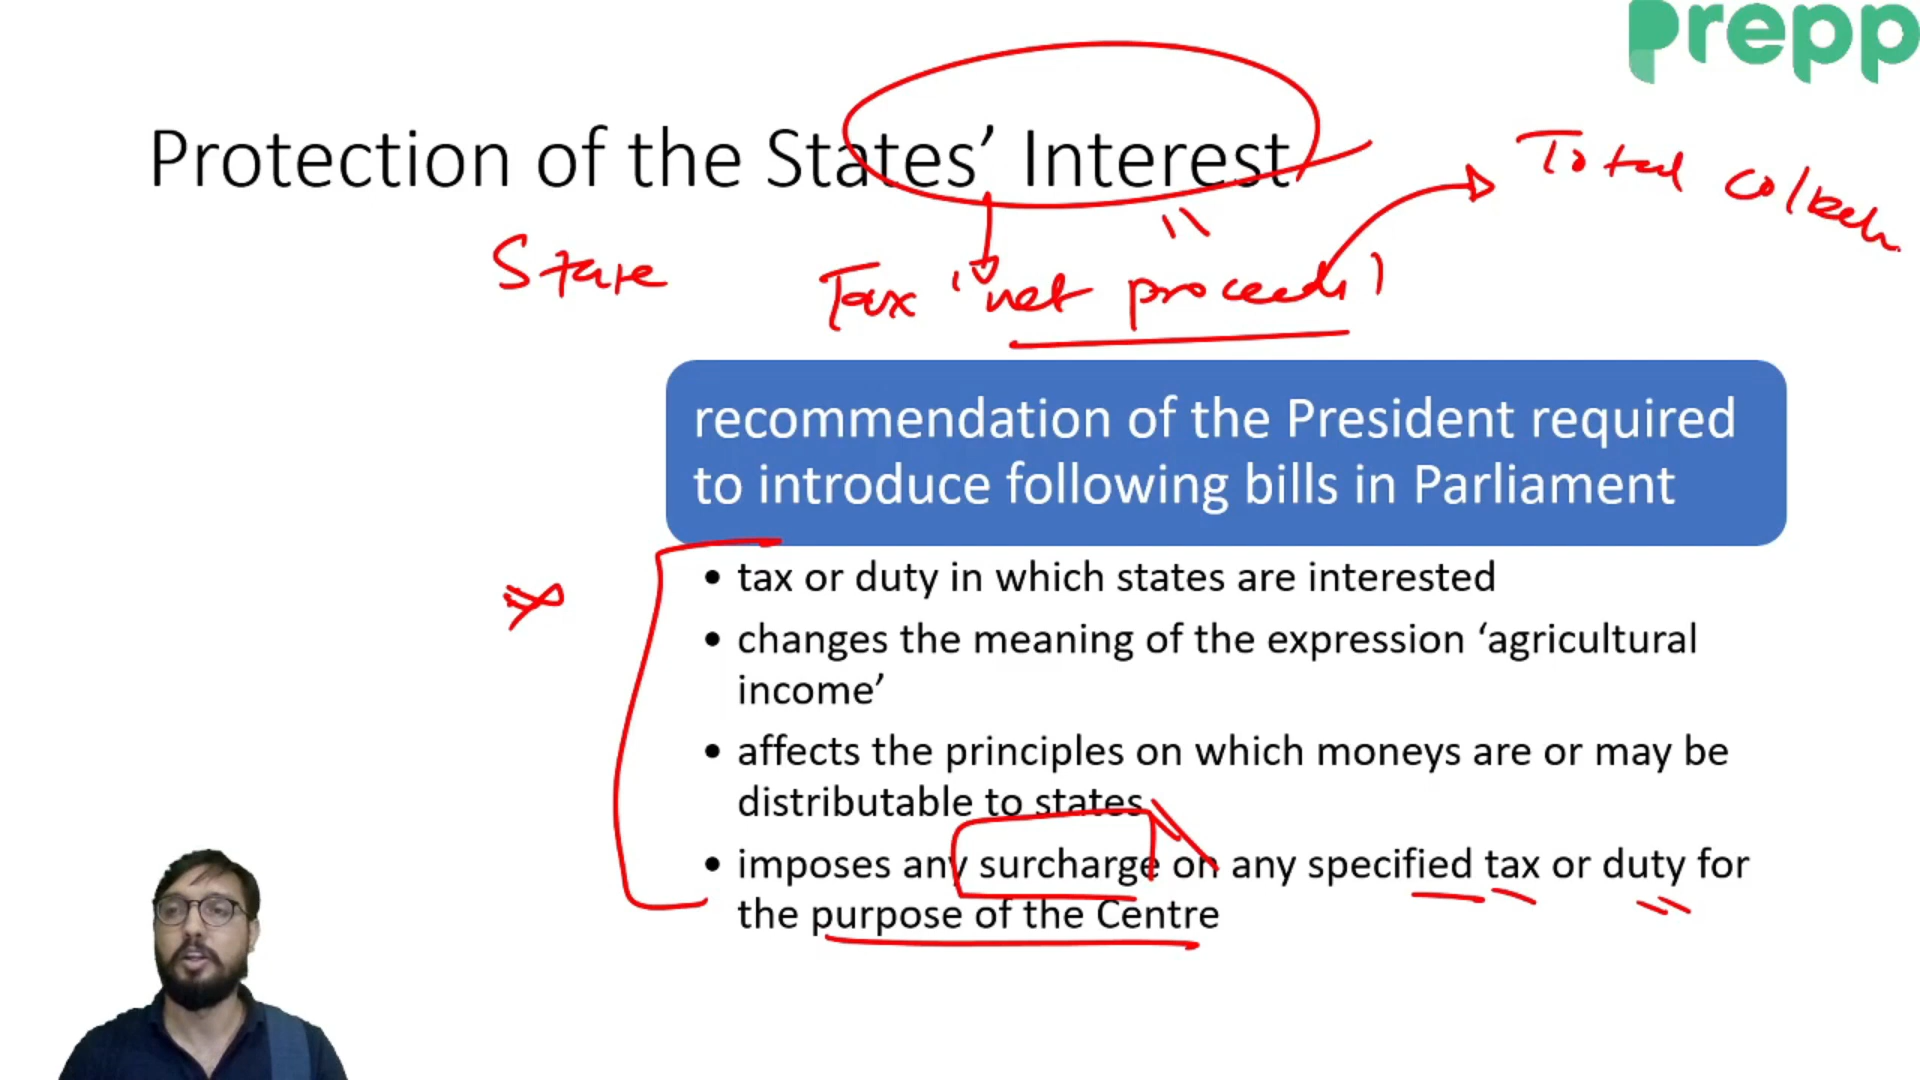 prepp
Protection of the States’ Interest
Total
State
Tax 'net proceeds'
recommendation of the President required
to introduce following bills in Parliament
• tax or duty in which states are interested
• changes the meaning of the expression ‘agricultural
income’
• affects the principles on which moneys are or may be
distributable to states
• imposes any surcharge on any specified tax or duty for
the purpose of the Centre